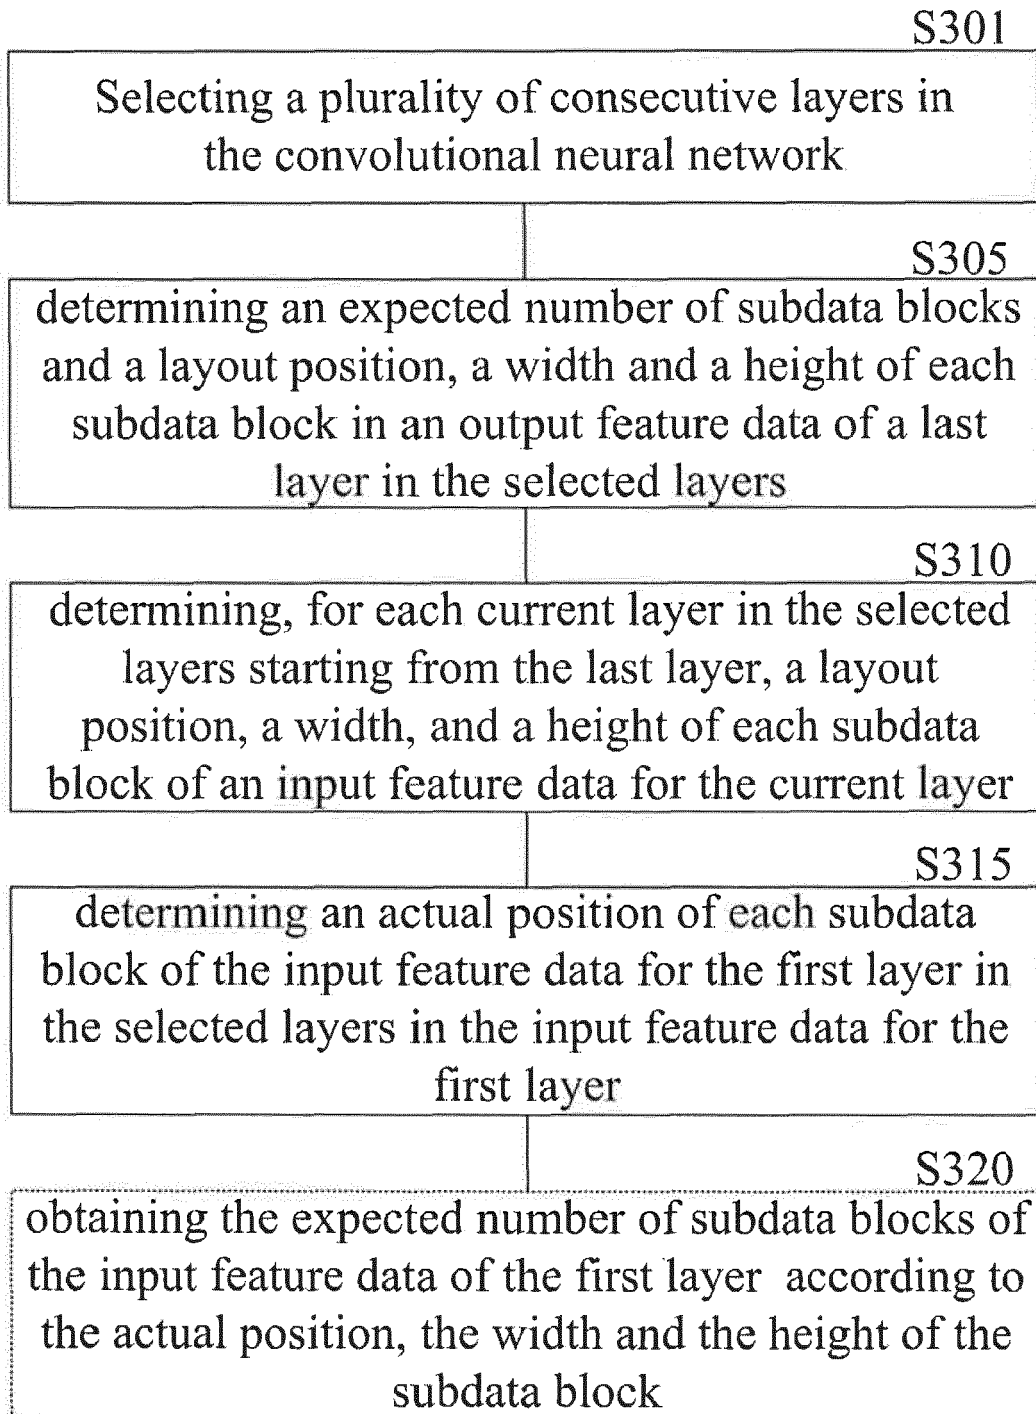 S301
Selecting a plurality of consecutive layers in
the convolutional neural network
S305
determining an expected number of subdata blocks
and a layout position, a width and a height of each
subdata block in an output feature data of a last
layer in the selected layers
S310
determining, for each current layer in the selected
layers starting from the last layer, a layout
position, a width, and a height of each subdata
block of an input feature data for the current layer
S315
determining an actual position of each subdata
block of the input feature data for the first layer in
the selected layers in the input feature data for the
first layer
S320
obtaining the expected number of subdata blocks of
the input feature data of the first layer according to
the actual position, the width and the height of the
subdata block